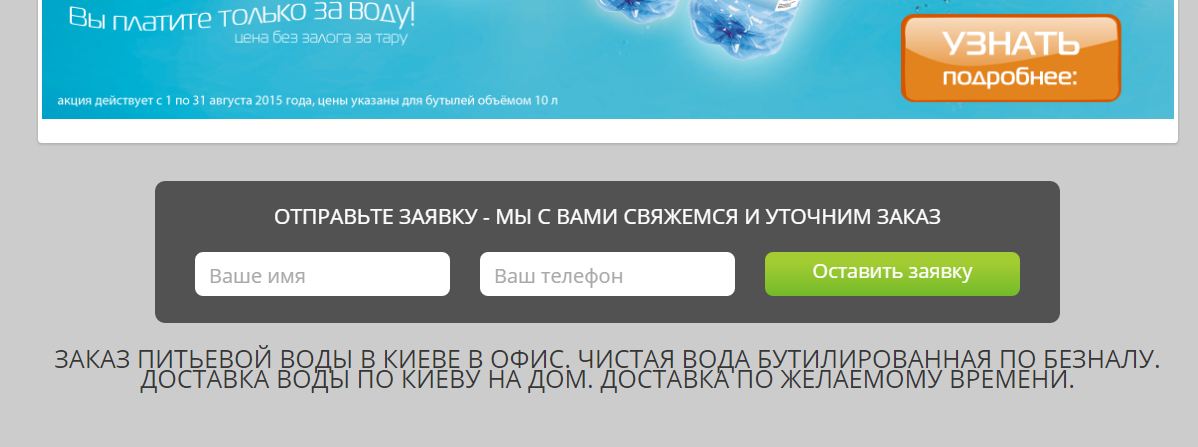 Вы платите только за воду!
цена без залога за тару
УЗНАТЬ
подробнее:
акция действует с 1 по 31 августа 2015 года, цены указаны для бутылей объёмом 10 л
ОТПРАВЬТЕ ЗАЯВКУ - МЫ С ВАМИ СВЯЖЕМСЯ И УТОЧНИМ ЗАКАЗ
Ваше имя
Ваш телефон
Оставить заявку
ЗАКАЗ ПИТЬЕВОЙ ВОДЫ В КИЕВЕ В ОФИС. ЧИСТАЯ ВОДА БУТИЛИРОВАННАЯ ПО БЕЗНАЛУ.
ДОСТАВКА ВОДЫ ПО КИЕВУ НА ДОМ. ДОСТАВКА ПО ЖЕЛАЕМОМУ ВРЕМЕНИ.